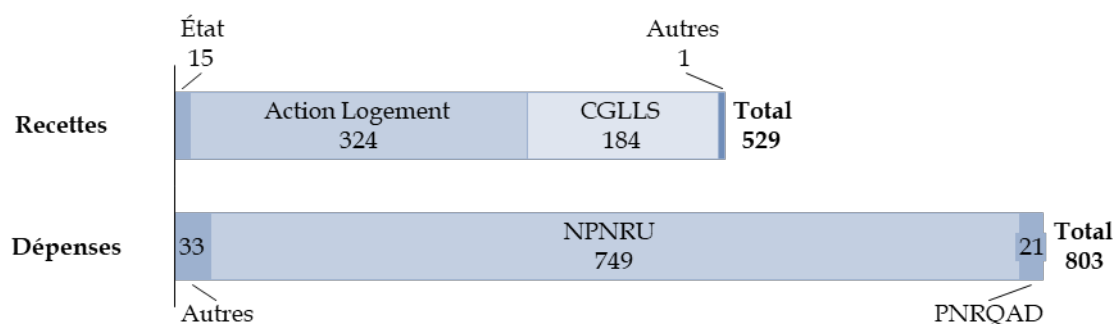 État
15
Autres
1
Recettes
Action Logement
324
CGLLS
184
Total
529
Dépenses
33
NPNRU
749
21
Total
803
Autres
PNRQAD